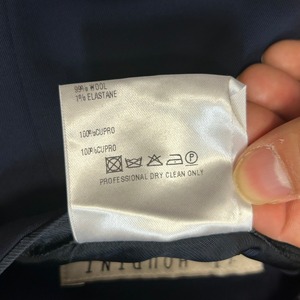 99% WOOL
1% ELASTANE
100%CUPRO
100%CUPRO
PROFESSIONAL DRY CLEAN ONLY